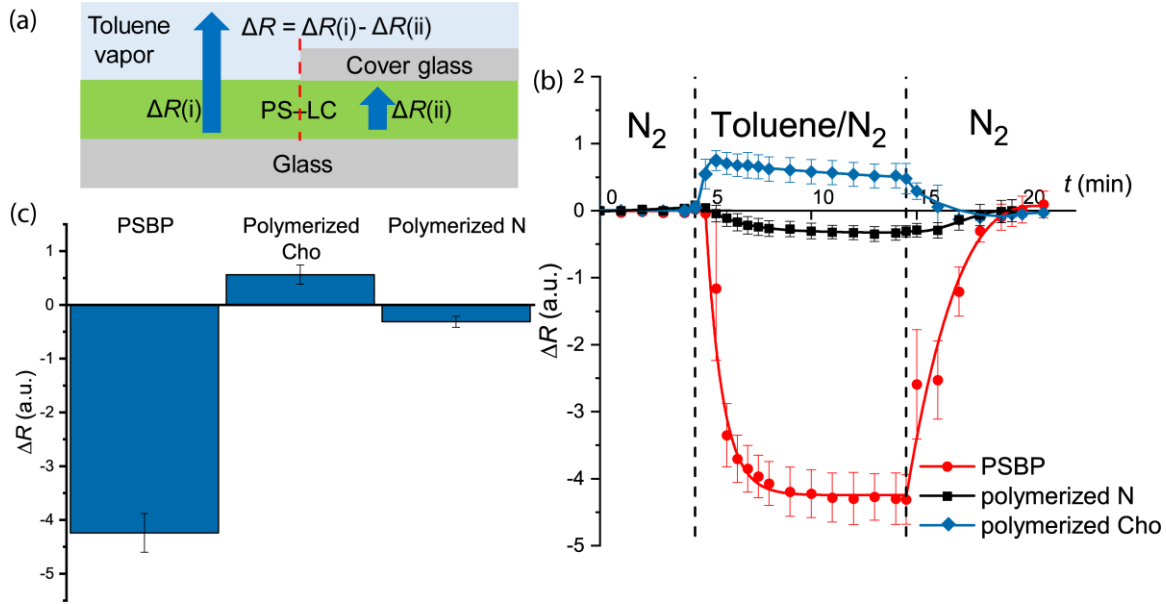 (a)
Toluene
vapor
ΔR = ΔR(i) - ΔR(ii)
Cover glass
ΔR(i)
PS–LC
ΔR(ii)
Glass
(b)
2
1
0
-1
-2
-3
-4
-5
ΔR (a.u.)
N2
Toluene/N2
N2
0
5
10
15
20
t (min)
PSBP
polymerized N
polymerized Cho
(c)
PSBP
Polymerized
Cho
Polymerized N
1
0
-1
-2
-3
-4
-5
ΔR (a.u.)